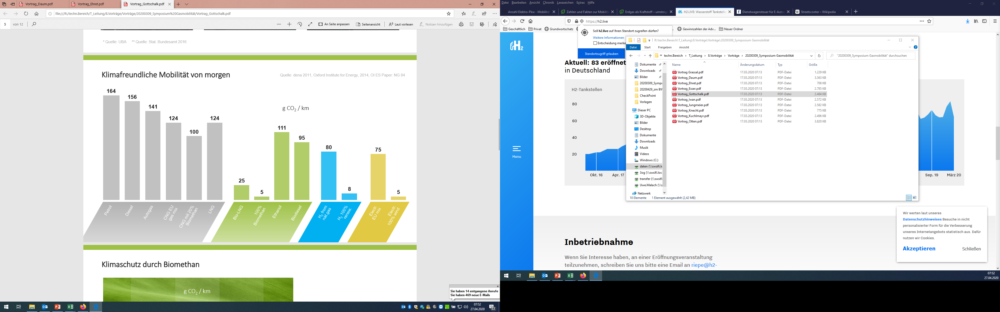 Vortrag_Daum.pdf
Vortrag_Ehret.pdf
Vortrag_Gottschalk.pdf
file:///R:/techn.Bereich/T_Leitung/8.Vorträge/Vorträge/20200309_Symposium%20Gasmobilität/Vortrag_Gottschalk.pdf
5 von 12
An Seite anpassen
Seitenansicht
Laut vorlesen
Notizen hinzufügen
* Quelle: UBA ** Quelle: Stat. Bundesamt 2016
Klimafreundliche Mobilität von morgen
Quelle: dena 2011, Oxford Institute for Energy, 2014, OI ES Paper: NG 84
g CO2 / km
164
156
141
124
100
124
25
5
111
95
80
8
75
5
Petrol
Diesel
Autogas
CNG EU
gas mix
CNG mit 20%
Biomethan
LNG
Bio-LNG
100%
Biomethan
Ethanol
Biodiesel
H2 from
nat.gas
H2 100%
renew.
Electr.
EU mix
Electr.
100% wind
Klimaschutz durch Biomethan
g CO2 / km
Sie haben 14 entgangene Anrufe
Sie haben 469 neue E-Mails
07:52
27.04.2020
22
Datei Bearbeiten Ansicht Chronik Lesezeichen Extras Hilfe
Anzahl Elektro-Pkw - Mobilität
Zahlen und Fakten zur Mobilit
Erdgas als Kraftstoff – umsteige
H2.LIVE: Wasserstoff Tankstelle
Dienstwagensteuer für E-Autos
Streetscooter – Wikipedia
https://h2.live
Geschäftlich
Privat
Grundwortschatz
Gewinnzahlen der Adv...
Neuer Ordner
Soll h2.live auf Ihren Standort zugreifen dürfen?
Weitere Informationen
Entscheidung merke
Standortzugriff erlauben
H2
Menu
Aktuell: 83 eröffnet
in Deutschland
H2-Tankstellen
80
60
40
20
Okt. 16
Apr. 17
Sep. 19
März 20
R:\techn.Bereich\T_Leitung\8.Vorträge\Vorträge\20200309_Symposium Gasmobilität
Datei Start Freigeben Ansicht
« techn.Bereich › T_Leitung › 8.Vorträge › Vorträge › 20200309_Symposium Gasmobilität
"20200309_Symposium Gasmobilität" durchsuchen
Dokumente
Downloads
Bilder
20200309_Sympo
20200429_zm BW
CheckPoint
Vorlagen
Dieser PC
3D-Objekte
Bilder
Desktop
Dokumente
Downloads
Musik
Videos
Windows (C:)
daten (\\swsifi.lc
3og (\\swsifi.loc
transfer (\\swsifi
Uwe.Malach (\\s
Netzwerk
Name Änderungsdatum Typ Größe
Vortrag Grassal.pdf 17.03.2020 07:13 PDF-Datei 1.229 KB
Vortrag_Daum.pdf 17.03.2020 07:13 PDF-Datei 3.363 KB
Vortrag_Ehret.pdf 17.03.2020 07:13 PDF-Datei 708 KB
Vortrag_Esser.pdf 17.03.2020 07:13 PDF-Datei 2.785 KB
Vortrag_Gottschalk.pdf 17.03.2020 07:13 PDF-Datei 2.484 KB
Vortrag_Iwan.pdf 17.03.2020 07:13 PDF-Datei 2.572 KB
Vortrag_Jungmeier.pdf 17.03.2020 07:13 PDF-Datei 2.582 KB
Vortrag_Knecht.pdf 17.03.2020 07:13 PDF-Datei 775 KB
Vortrag_Kuchlmayr.pdf 17.03.2020 07:13 PDF-Datei 2.496 KB
Vortrag_Otten.pdf 17.03.2020 07:13 PDF-Datei 3.820 KB
10 Elemente 1 Element ausgewählt (2,42 MB)
Inbetriebnahme
Wenn Sie Interesse haben, an einer Eröffnungsveranstaltung
teilzunehmen, schreiben Sie uns bitte eine Email an riepe@h2-
Wir werten laut unseres
Datenschutzhinweises Besuche in nicht
personalisierter Form für die Verbesserung
unseres Internetangebots statistisch aus. Dafür
nutzen wir Cookies.
Akzeptieren Schließen
07:52
27.04.2020